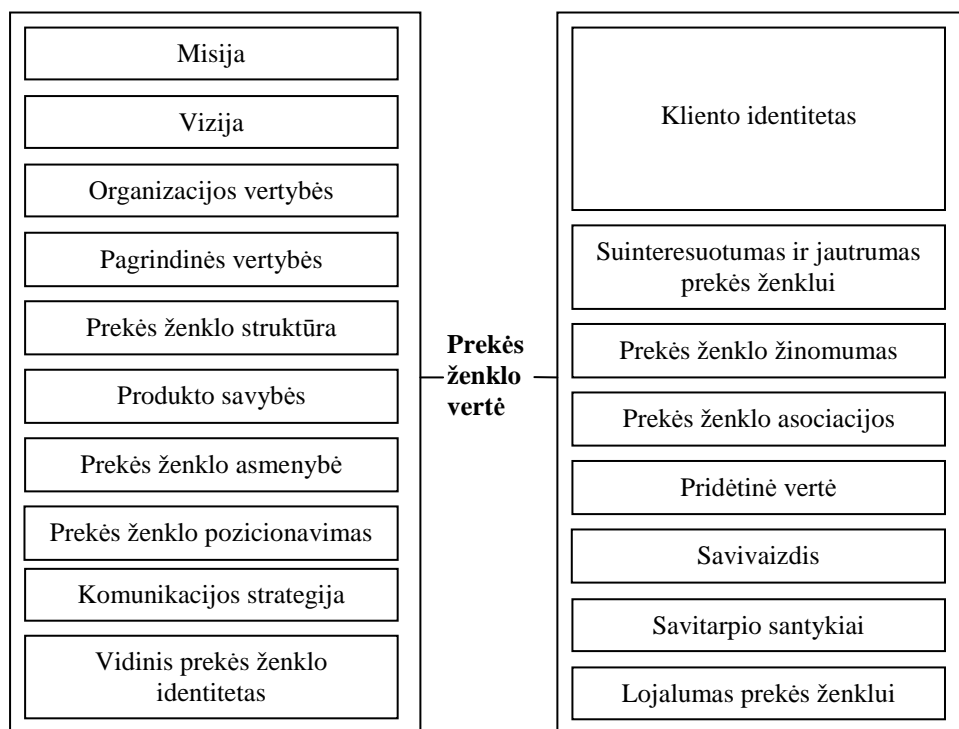 Misija
Vizija
Organizacijos vertybės
Pagrindinės vertybės
Prekės ženklo struktūra
Produkto savybės
Prekės ženklo asmenybė
Prekės ženklo pozicionavimas
Komunikacijos strategija
Vidinis prekės ženklo
identitetas
Prekės
ženklo
vertė
Kliento identitetas
Suinteresuotumas ir jautrumas
prekės ženklui
Prekės ženklo žinomumas
Prekės ženklo asociacijos
Pridėtinė vertė
Savivaizdis
Savitarpio santykiai
Lojalumas prekės ženklui